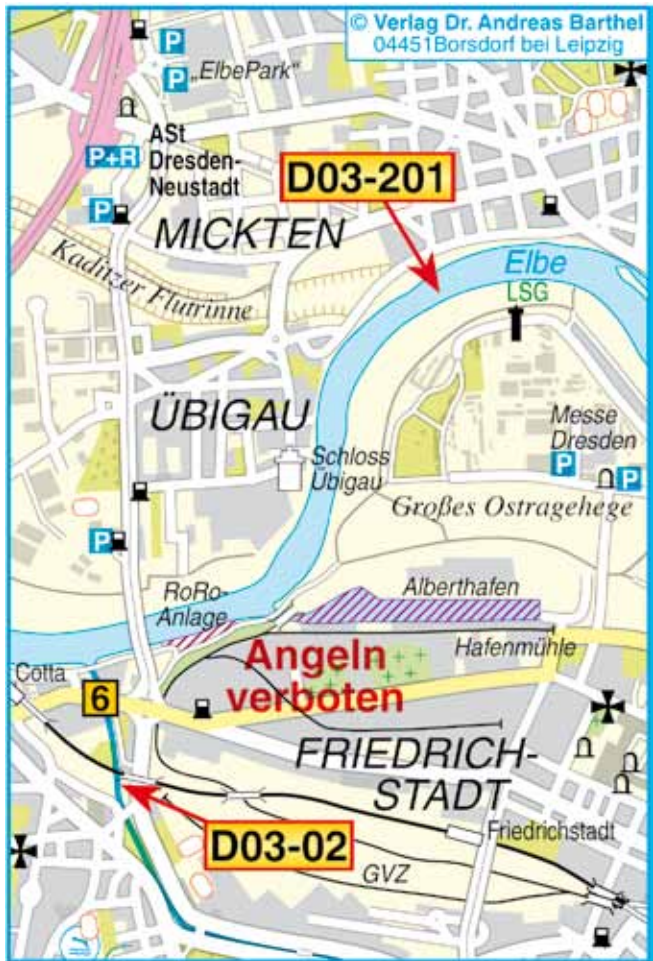 © Verlag Dr. Andreas Barthel
04451Borsdorf bei Leipzig
P
P
„ElbePark“
ASt
P+R
Dresden-
Neustadt
D03-201
P
MICKTEN
Kaditzer Flutrinne
Elbe
LSG
ÜBIGAU
Messe
Dresden
Schloss
Übigau
P
P
Großes Ostragehege
P
RoRo-
Anlage
Alberthafen
Hafenmühle
Angeln
verboten
Cotta
6
FRIEDRICH-
STADT
Friedrichstadt
D03-02
GVZ